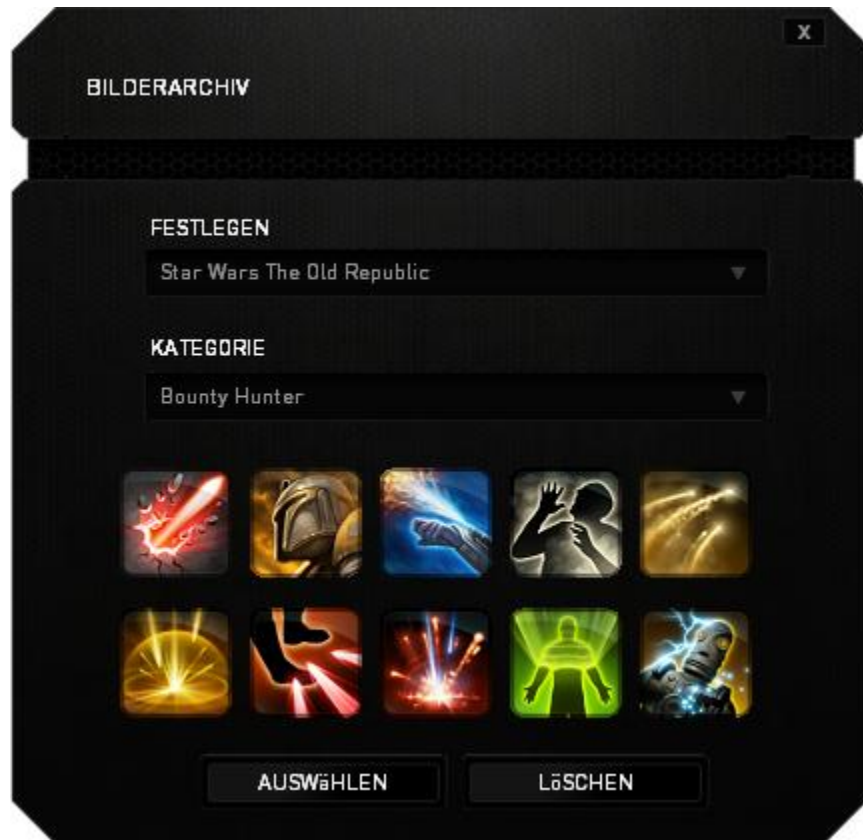 X
BILDERARCHIV
FESTLEGEN
Star Wars The Old Republic
KATEGORIE
Bounty Hunter
AUSWäHLEN
LöSCHEN